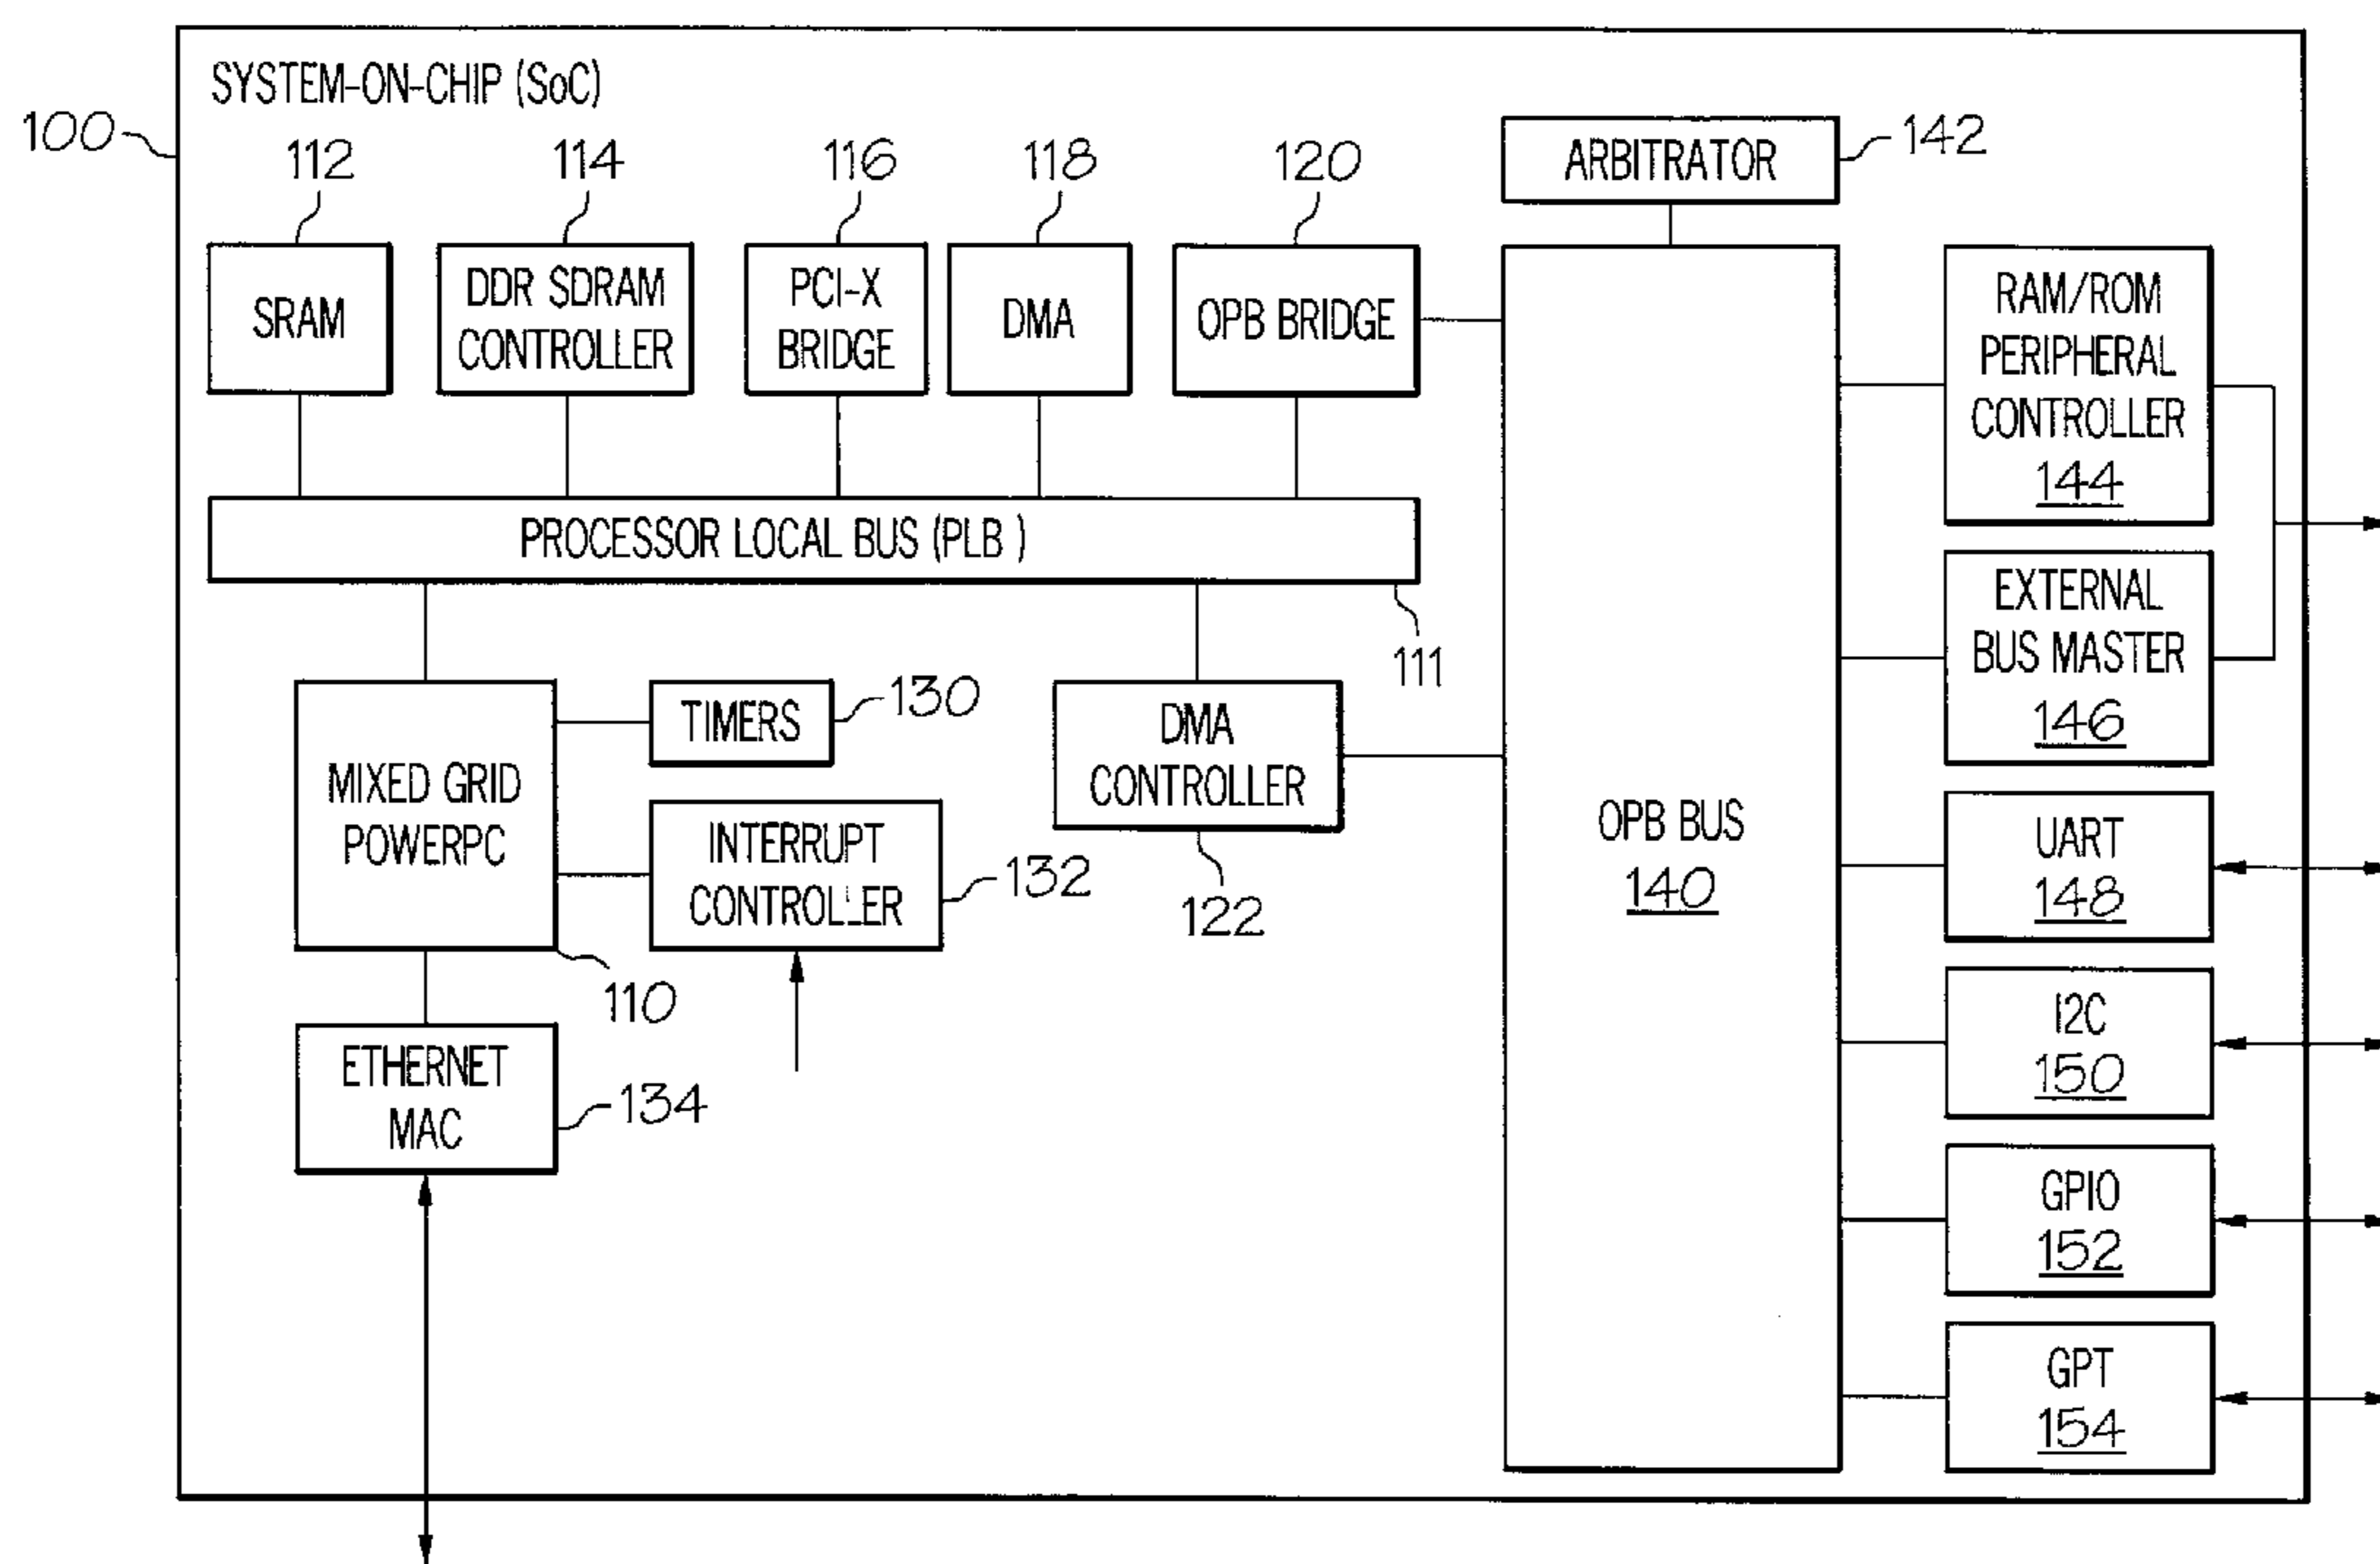 SYSTEM-ON-CHIP (SoC)
100
112
114
116
118
120
ARBITRATOR
142
SRAM
DDR SDRAM
CONTROLLER
PCI-X
BRIDGE
DMA
OPB BRIDGE
RAM/ROM
PERIPHERAL
CONTROLLER
144
PROCESSOR LOCAL BUS (PLB )
111
EXTERNAL
BUS MASTER
146
MIXED GRID
POWERPC
110
TIMERS
130
INTERRUPT
CONTROLLER
132
DMA
CONTROLLER
122
OPB BUS
140
UART
148
ETHERNET
MAC
134
I2C
150
GPIO
152
GPT
154